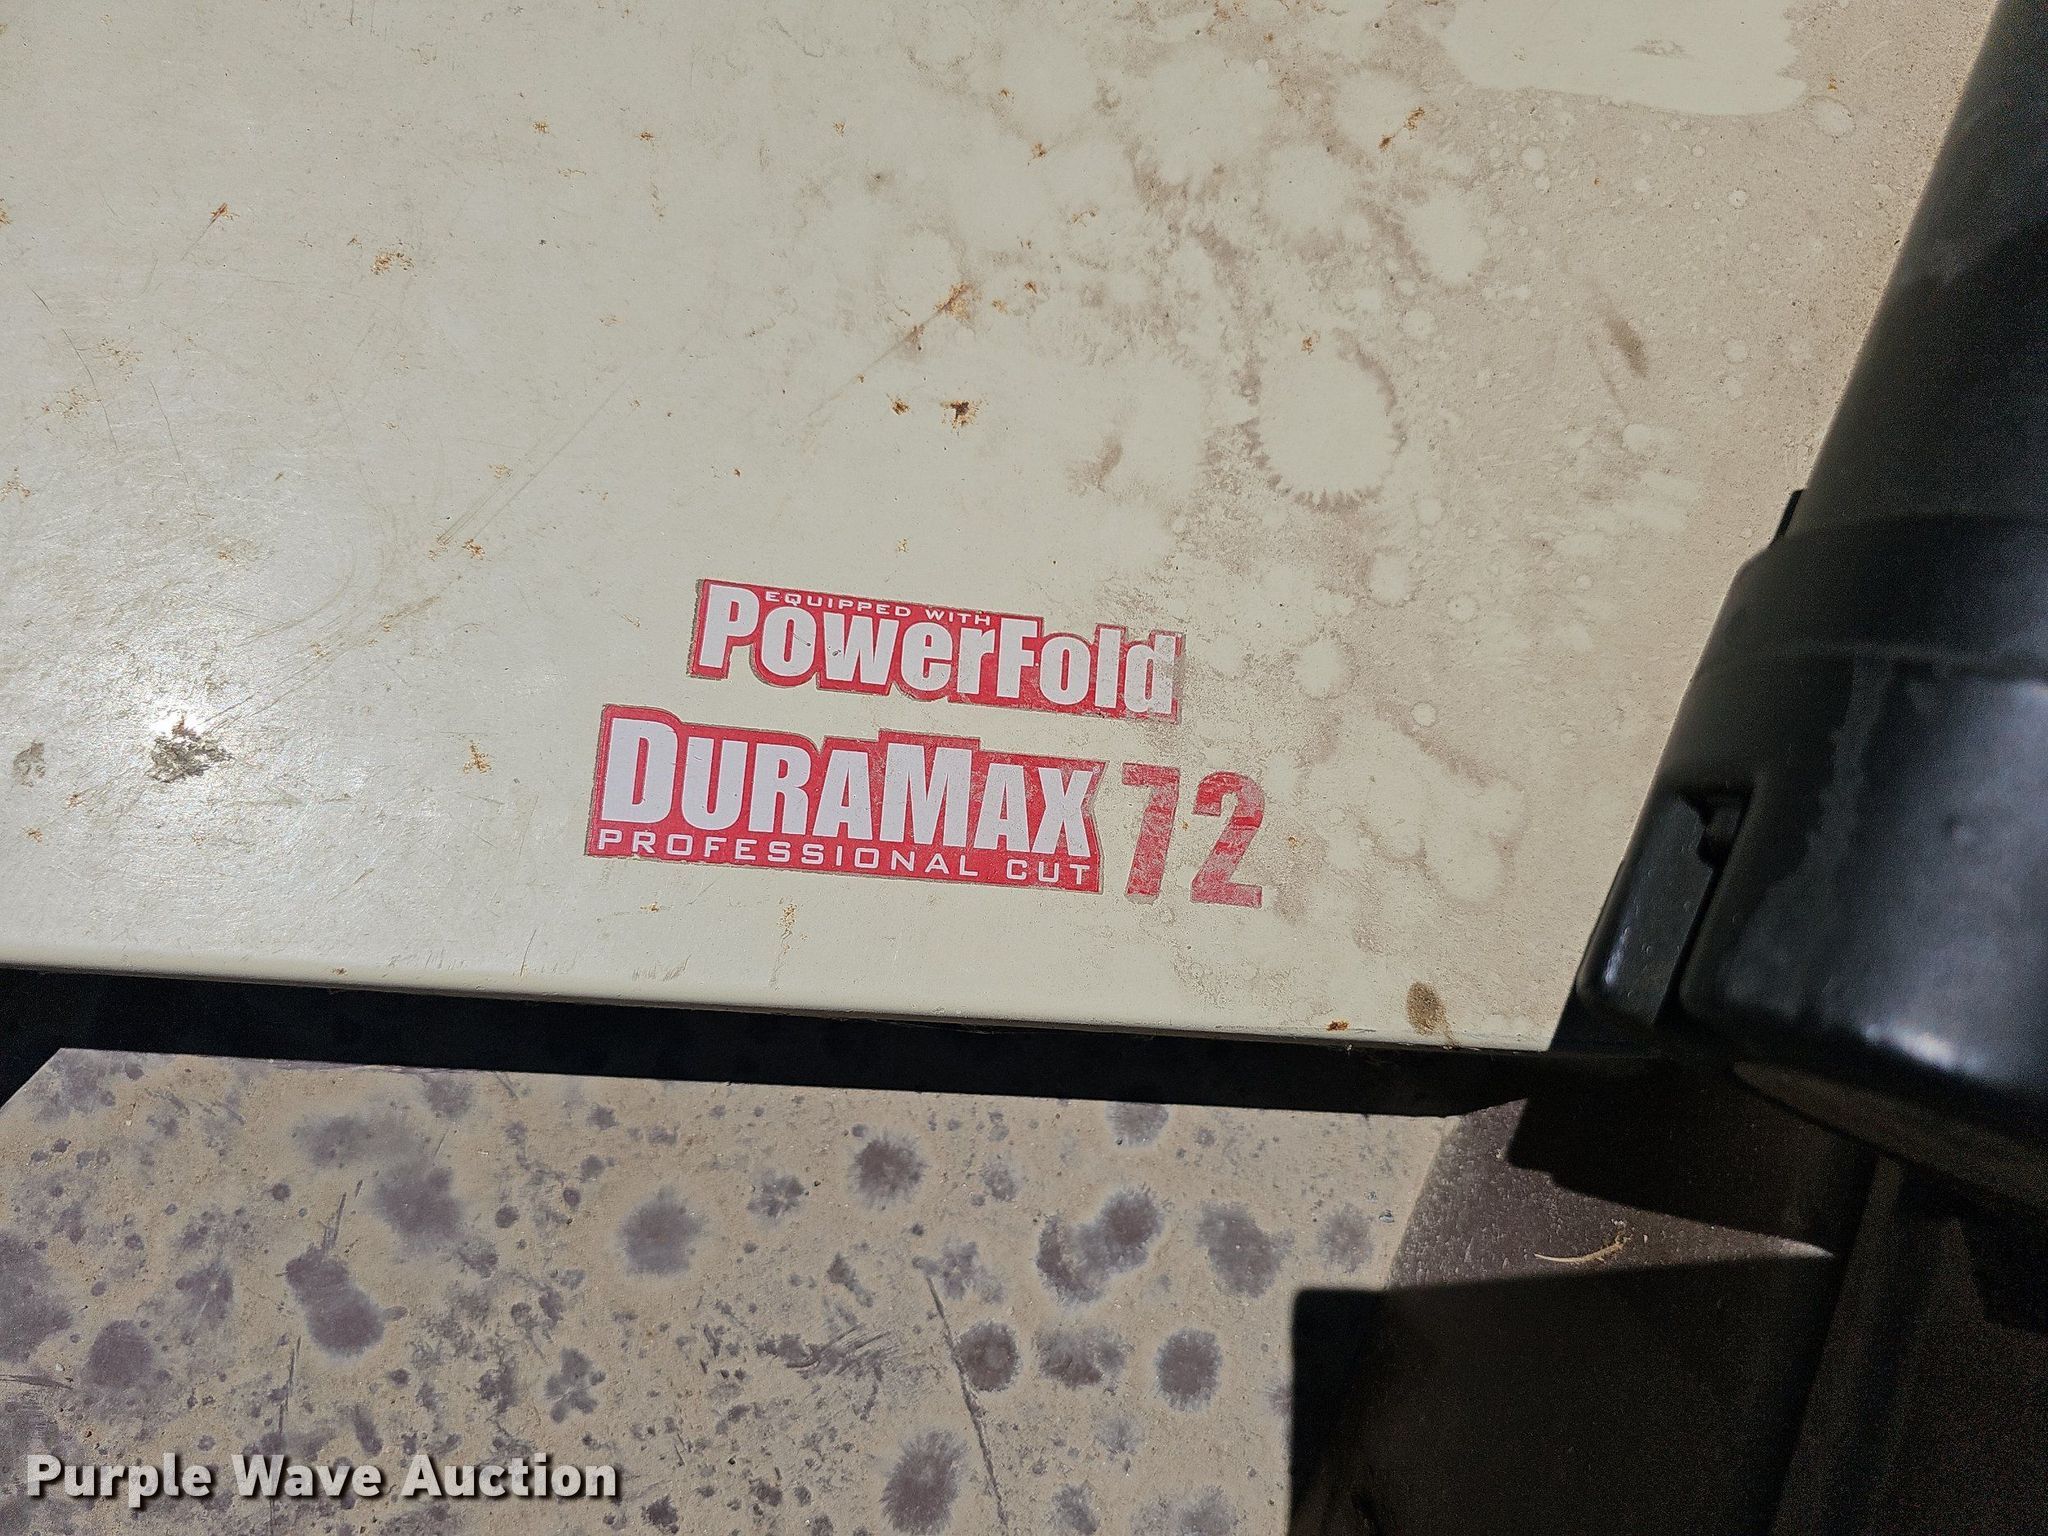 EQUIPPED WITH
PowerFold
DuraMax 72
PROFESSIONAL CUT
Purple Wave Auction